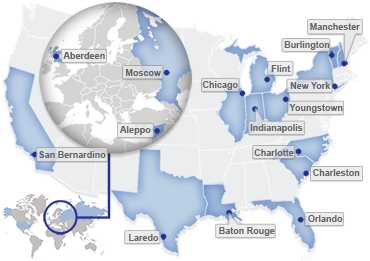 Manchester
Burlington
Aberdeen
Flint
Moscow
Chicago
New York
Youngstown
Indianapolis
Aleppo
Charlotte
San Bernardino
Charleston
Orlando
Baton Rouge
Laredo